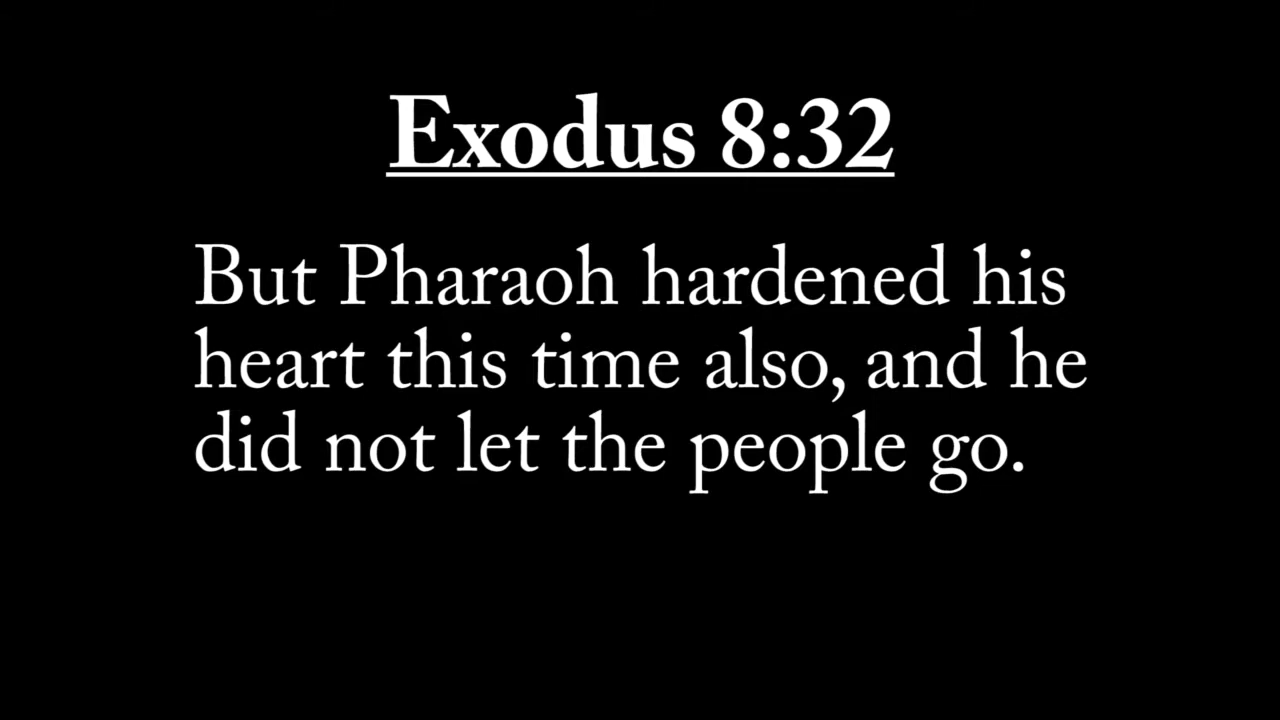 Exodus 8:32
But Pharaoh hardened his
heart this time also, and he
did not let the people go.